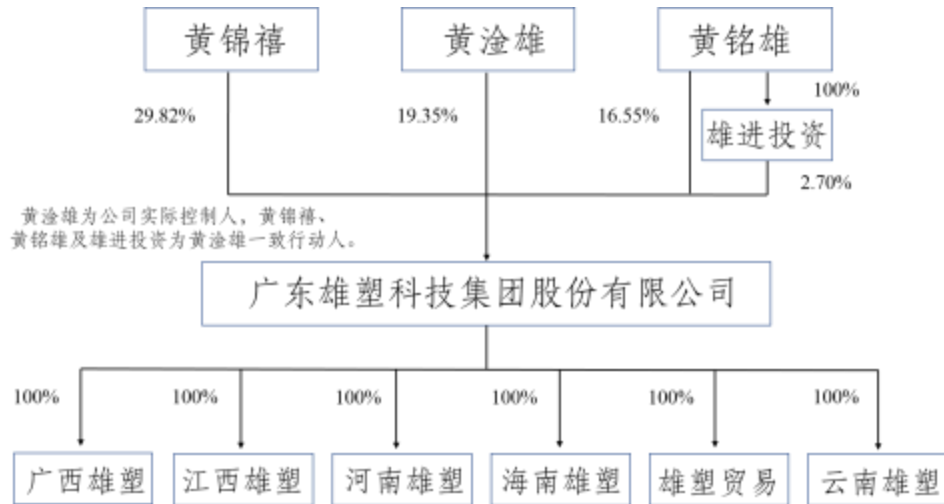 黄锦禧
黄淦雄
黄铭雄
29.82%
19.35%
16.55%
100%
雄进投资
2.70%
黄淦雄为公司实际控制人，黄锦禧、
黄铭雄及雄进投资为黄淦雄一致行动人。
广东雄塑科技集团股份有限公司
100%
100%
100%
100%
100%
100%
广西雄塑
江西雄塑
河南雄塑
海南雄塑
雄塑贸易
云南雄塑